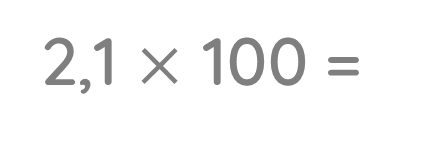 2,1 × 100 =